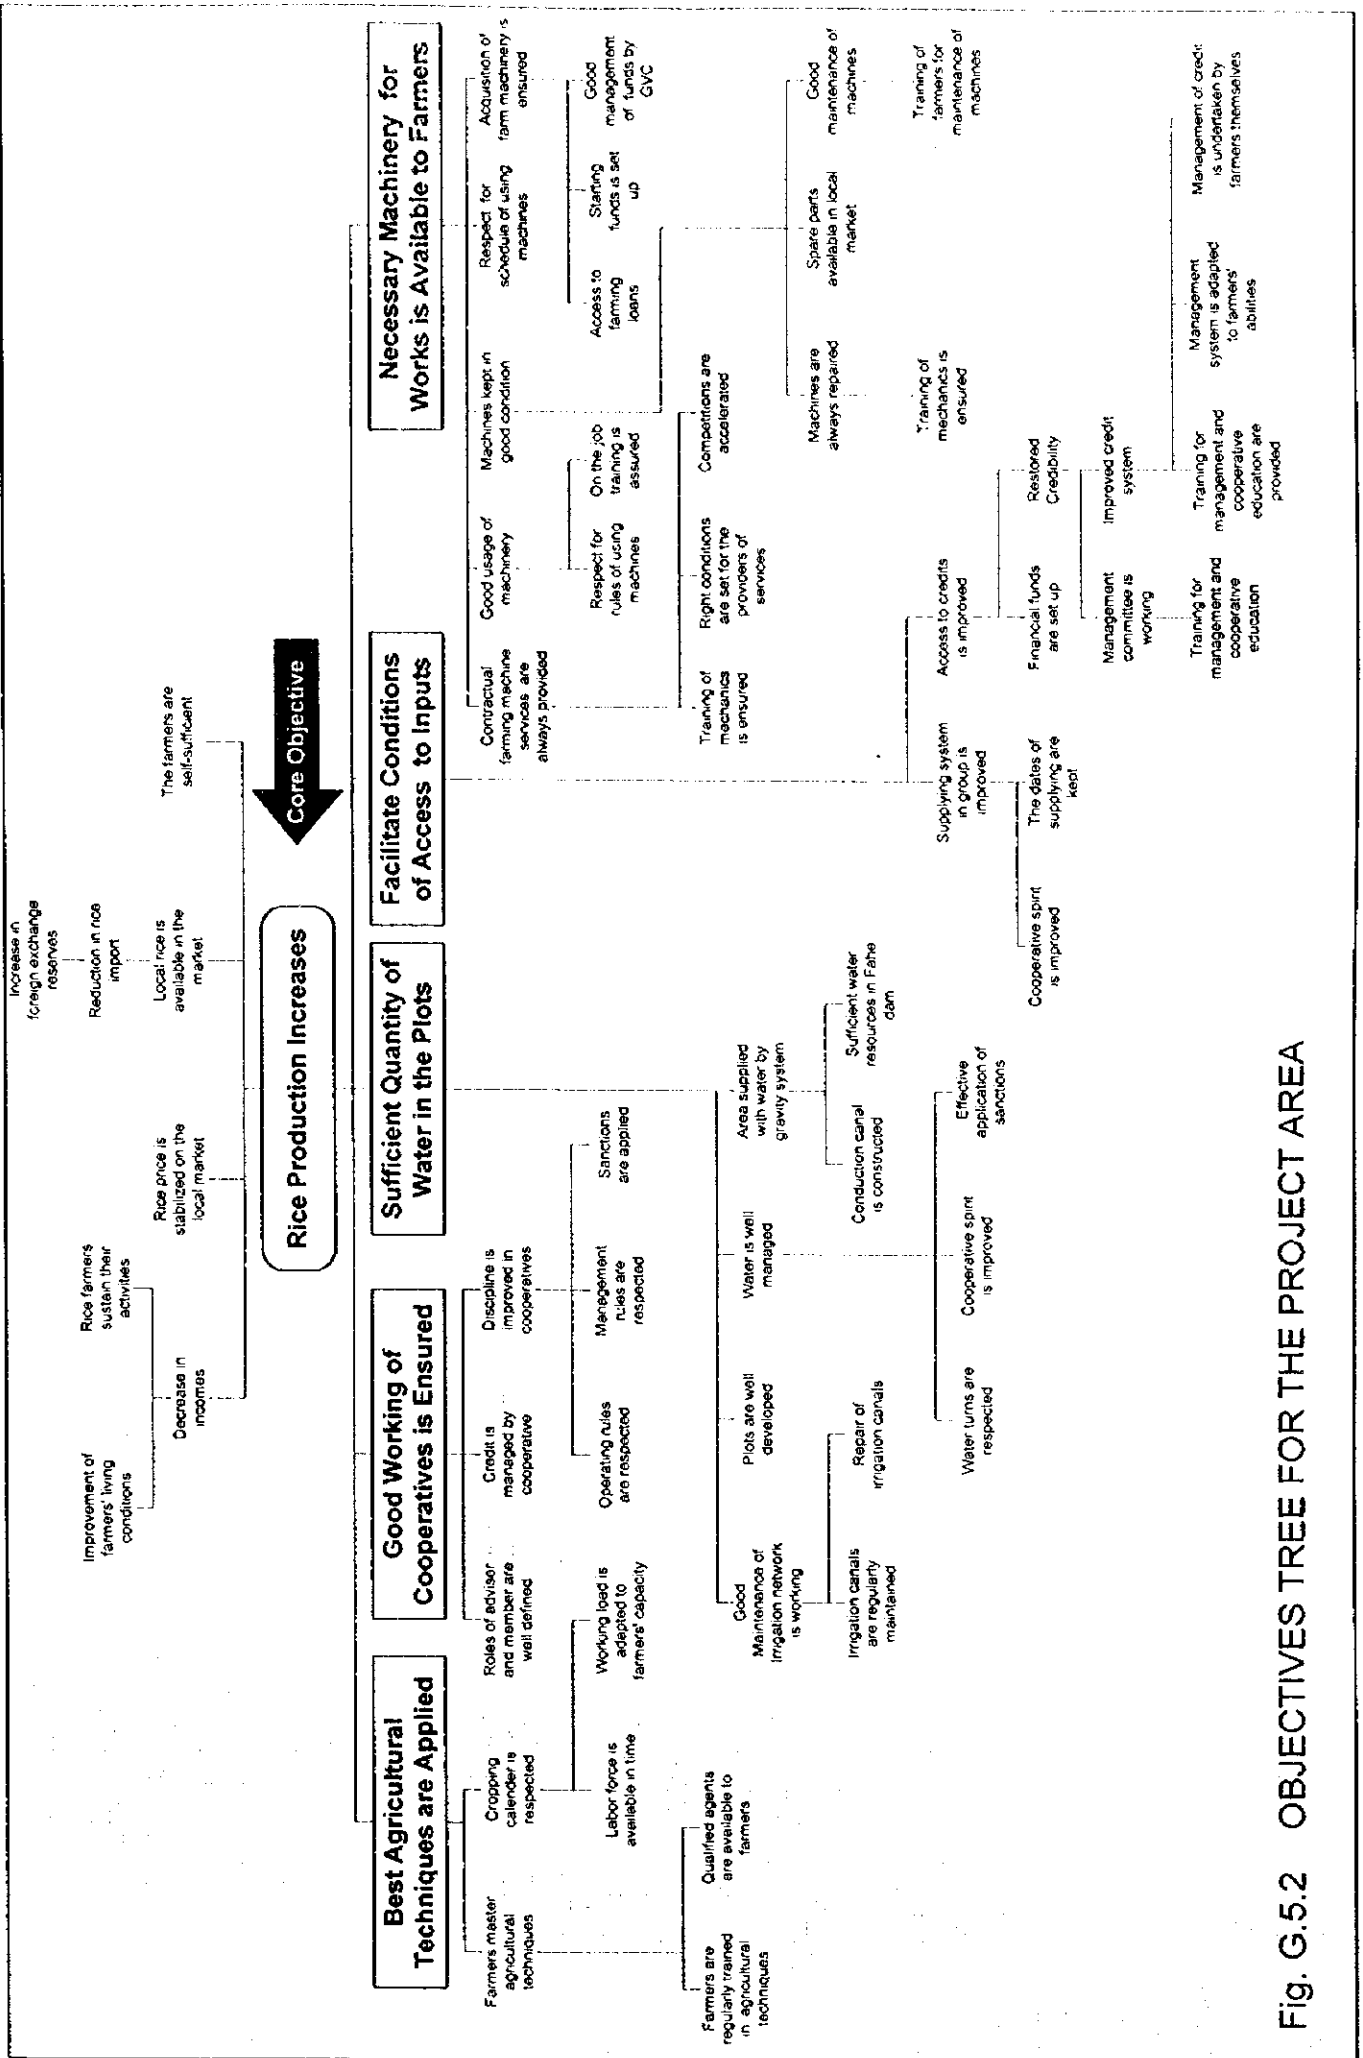 Increase in
foreign exchange
reserves
Improvement of
farmers' living
conditions
Rice farmers
sustain their
activities
Reduction in rice
import
Decrease in
incomes
Rice price is
stabilized on the
local market
Local rice is
available in the
market
The farmers are
self-sufficient
Rice Production Increases
Core Objective
Best Agricultural
Techniques are Applied
Good Working of
Cooperatives is Ensured
Sufficient Quantity of
Water in the Plots
Facilitate Conditions
of Access to Inputs
Necessary Machinery for
Works is Available to Farmers
Farmers master
agricultural
techniques
Cropping
calender is
respected
Roles of advisor
and member are
well defined
Credit is
managed by
cooperative
Discipline is
improved in
cooperatives
Contractual
farming machine
services are
always provided
Good usage of
machinery
Machines kept in
good condition
Respect for
schedule of using
machines
Acquisition of
farm machinery is
ensured
Labor force is
available in time
Working load is
adapted to
farmers' capacity
Operating rules
are respected
Management
rules are
respected
Sanctions
are applied
Respect for
rules of using
machines
On the job
training is
assured
Access to
farming
loans
Starting
funds is set
up
Good
management
of funds by
GVC
Farmers are
regularly trained
in agricultural
techniques
Qualified agents
are available to
farmers
Good
Maintenance of
Irrigation network
is working
Plots are well
developed
Water is well
managed
Area supplied
with water by
gravity system
Training of
mechanics
is ensured
Right conditions
are set for the
providers of
services
Competitions are
accelerated
Irrigation canals
are regularly
maintained
Repair of
irrigation canals
Conduction canal
is constructed
Sufficient water
resources in Fahe
dam
Machines are
always repaired
Spare parts
available in local
market
Good
maintenance of
machines
Water turns are
respected
Cooperative spirit
is improved
Effective
application of
sanctions
Supplying system
in group is
improved
Access to credits
is improved
Training of
mechanics is
ensured
Training of
farmers for
maintenance of
machines
Cooperative spirit
is improved
The dates of
supplying are
kept
Financial funds
are set up
Restored
Credibility
Management
committee is
working
Improved credit
system
Training for
management and
cooperative
education
Training for
management and
cooperative
education are
provided
Management
system is adapted
to farmers'
abilities
Management of credit
is undertaken by
farmers themselves
Fig. G.5.2 OBJECTIVES TREE FOR THE PROJECT AREA